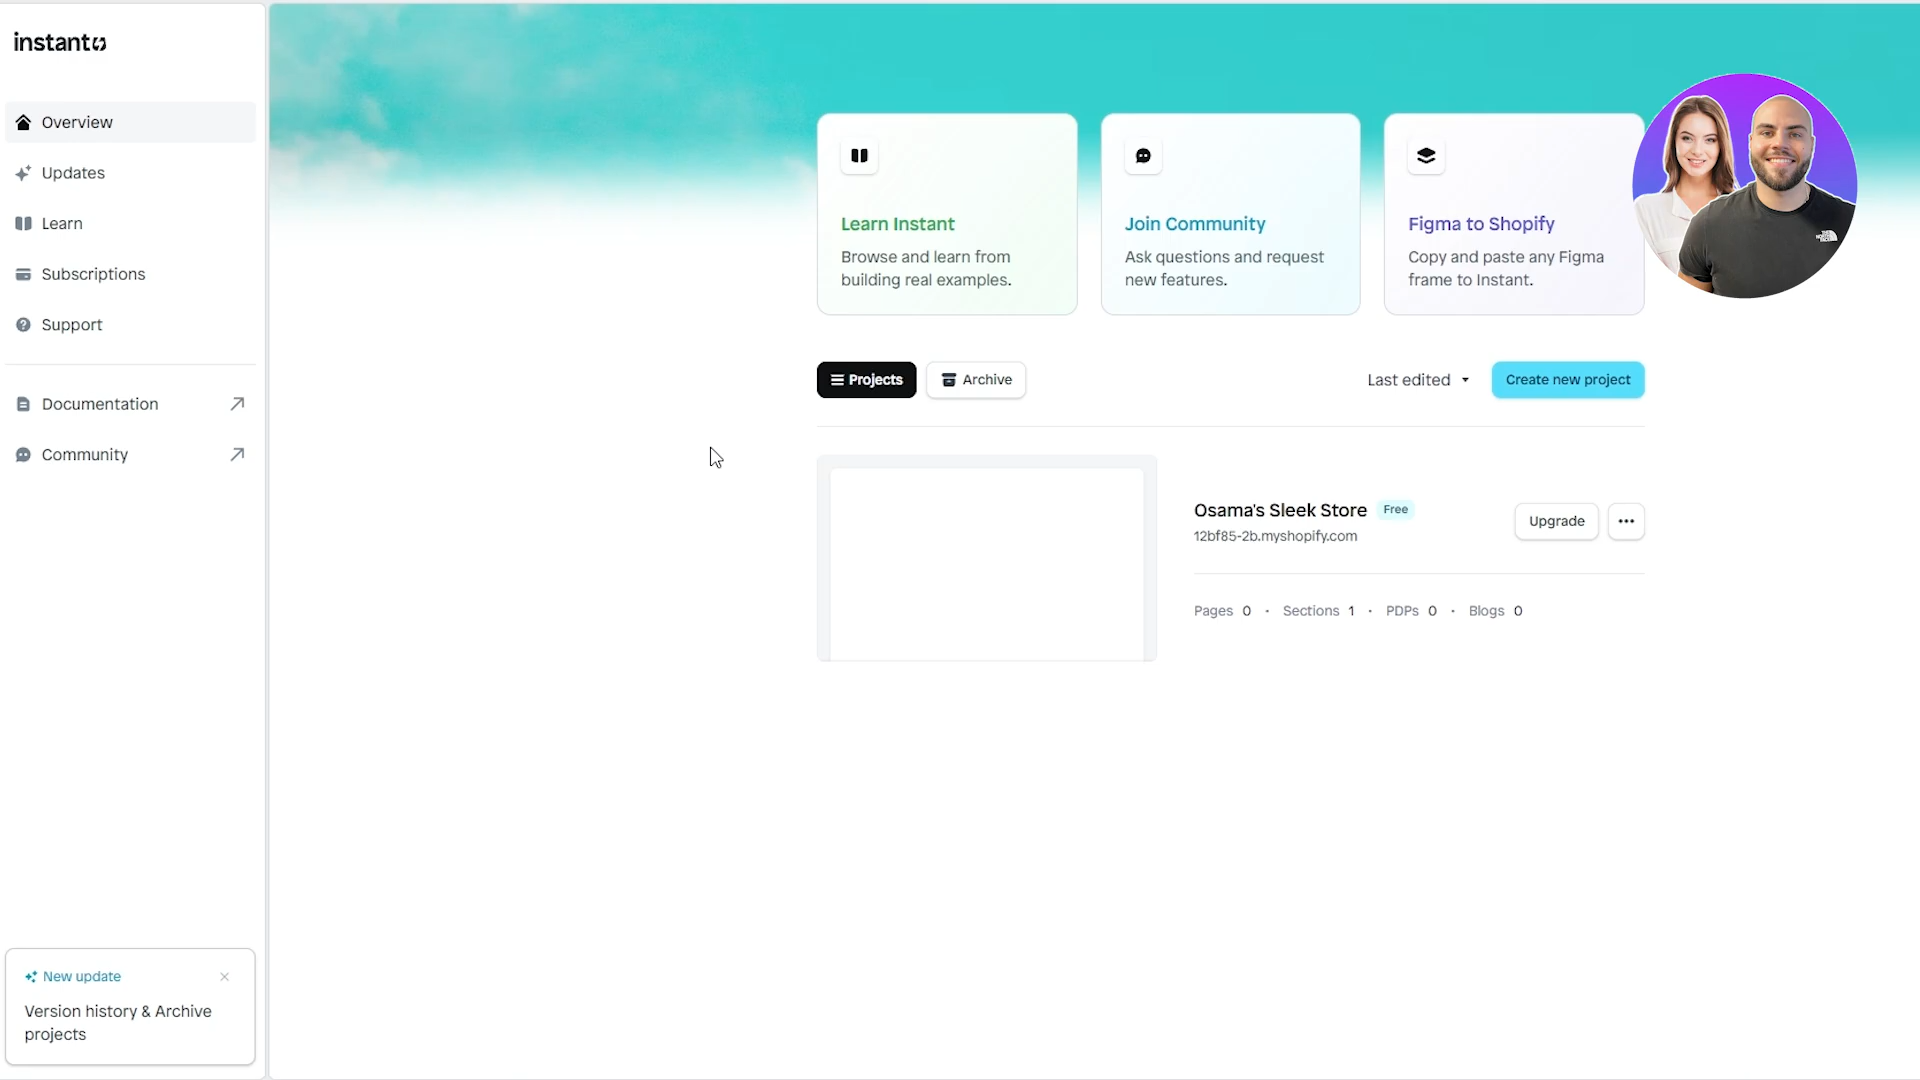 instant
Overview
Updates
Learn
Subscriptions
Support
Documentation
Community
New update
Version history & Archive
projects
Learn Instant
Browse and learn from
building real examples.
Join Community
Ask questions and request
new features.
Figma to Shopify
Copy and paste any Figma
frame to Instant.
Projects
Archive
Last edited
Create new project
Osama's Sleek Store Free
12bf85-2b.myshopify.com
Upgrade
Pages 0 · Sections 1 · PDPs 0 · Blogs 0
THE NORTH FACE